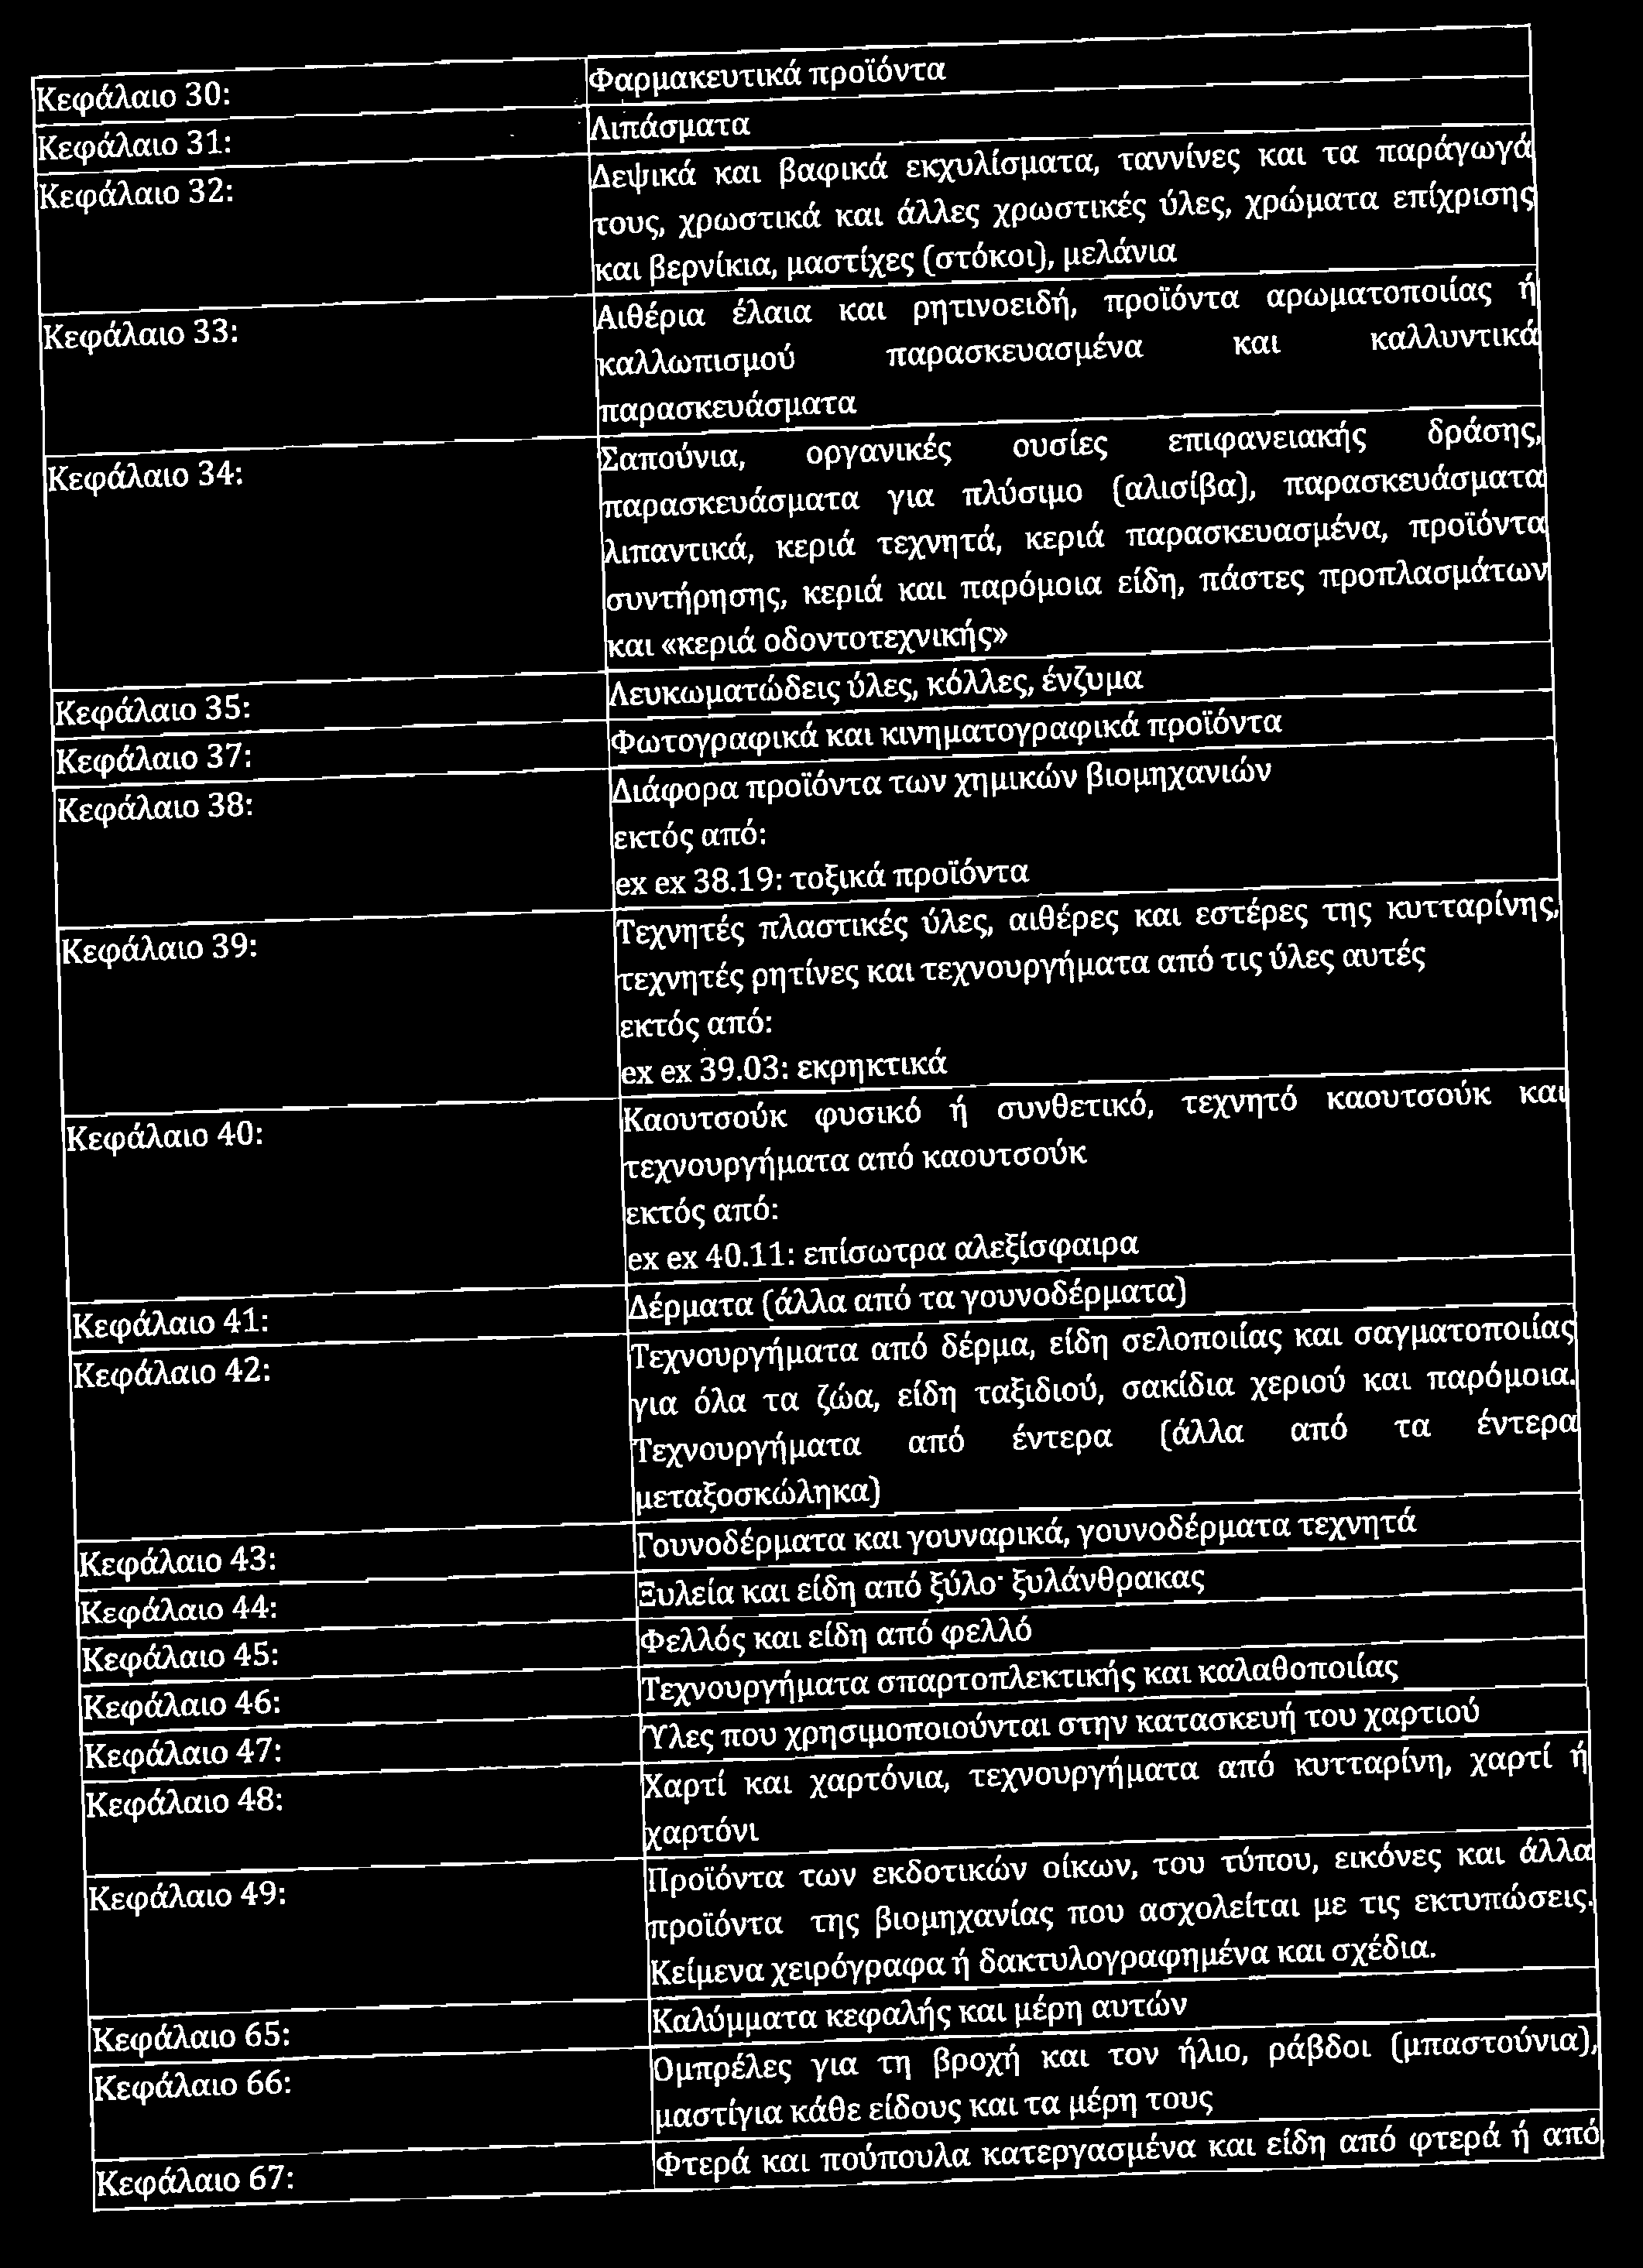 Κεφάλαιο 30: Φαρμακευτικά προϊόντα
Κεφάλαιο 31: Λιπάσματα
Κεφάλαιο 32: Δεψικά και βαφικά εκχυλίσματα, ταννίνες και τα παράγωγά
τους, χρωστικά και άλλες χρωστικές ύλες, χρώματα επίχρισης
και βερνίκια, μαστίχες (στόκοι), μελάνια
Κεφάλαιο 33: Αιθέρια έλαια και ρητινοειδή, προϊόντα αρωματοποιίας ή
καλλωπισμού παρασκευασμένα και καλλυντικά
παρασκευάσματα
Κεφάλαιο 34: Σαπούνια, οργανικές ουσίες επιφανειακής δράσης,
παρασκευάσματα για πλύσιμο (αλισίβα), παρασκευάσματα
λιπαντικά, κεριά τεχνητά, κεριά παρασκευασμένα, προϊόντα
συντήρησης, κεριά και παρόμοια είδη, πάστες προπλασμάτων
και «κεριά οδοντοτεχνικής»
Κεφάλαιο 35: Λευκωματώδεις ύλες, κόλλες, ένζυμα
Κεφάλαιο 37: Φωτογραφικά και κινηματογραφικά προϊόντα
Κεφάλαιο 38: Διάφορα προϊόντα των χημικών βιομηχανιών
εκτός από:
ex ex 38.19: τοξικά προϊόντα
Κεφάλαιο 39: Τεχνητές πλαστικές ύλες, αιθέρες και εστέρες της κυτταρίνης,
τεχνητές ρητίνες και τεχνουργήματα από τις ύλες αυτές
εκτός από:
ex ex 39.03: εκρηκτικά
Κεφάλαιο 40: Καουτσούκ φυσικό ή συνθετικό, τεχνητό καουτσούκ και
τεχνουργήματα από καουτσούκ
εκτός από:
ex ex 40.11: επίσωτρα αλεξίσφαιρα
Κεφάλαιο 41: Δέρματα (άλλα από τα γουνοδέρματα)
Κεφάλαιο 42: Τεχνουργήματα από δέρμα, είδη σελοποιίας και σαγματοποιίας
για όλα τα ζώα, είδη ταξιδιού, σακίδια χεριού και παρόμοια.
Τεχνουργήματα από έντερα (άλλα από τα έντερα
μεταξοσκώληκα)
Κεφάλαιο 43: Γουνοδέρματα και γουναρικά, γουνοδέρματα τεχνητά
Κεφάλαιο 44: Ξυλεία και είδη από ξύλο· ξυλάνθρακας
Κεφάλαιο 45: Φελλός και είδη από φελλό
Κεφάλαιο 46: Τεχνουργήματα σπαρτοπλεκτικής και καλαθοποιίας
Κεφάλαιο 47: Ύλες που χρησιμοποιούνται στην κατασκευή του χαρτιού
Κεφάλαιο 48: Χαρτί και χαρτόνια, τεχνουργήματα από κυτταρίνη, χαρτί ή
χαρτόνι
Κεφάλαιο 49: Προϊόντα των εκδοτικών οίκων, του τύπου, εικόνες και άλλα
προϊόντα της βιομηχανίας που ασχολείται με τις εκτυπώσεις.
Κείμενα χειρόγραφα ή δακτυλογραφημένα και σχέδια.
Κεφάλαιο 65: Καλύμματα κεφαλής και μέρη αυτών
Κεφάλαιο 66: Ομπρέλες για τη βροχή και τον ήλιο, ράβδοι (μπαστούνια),
μαστίγια κάθε είδους και τα μέρη τους
Κεφάλαιο 67: Φτερά και πούπουλα κατεργασμένα και είδη από φτερά ή από